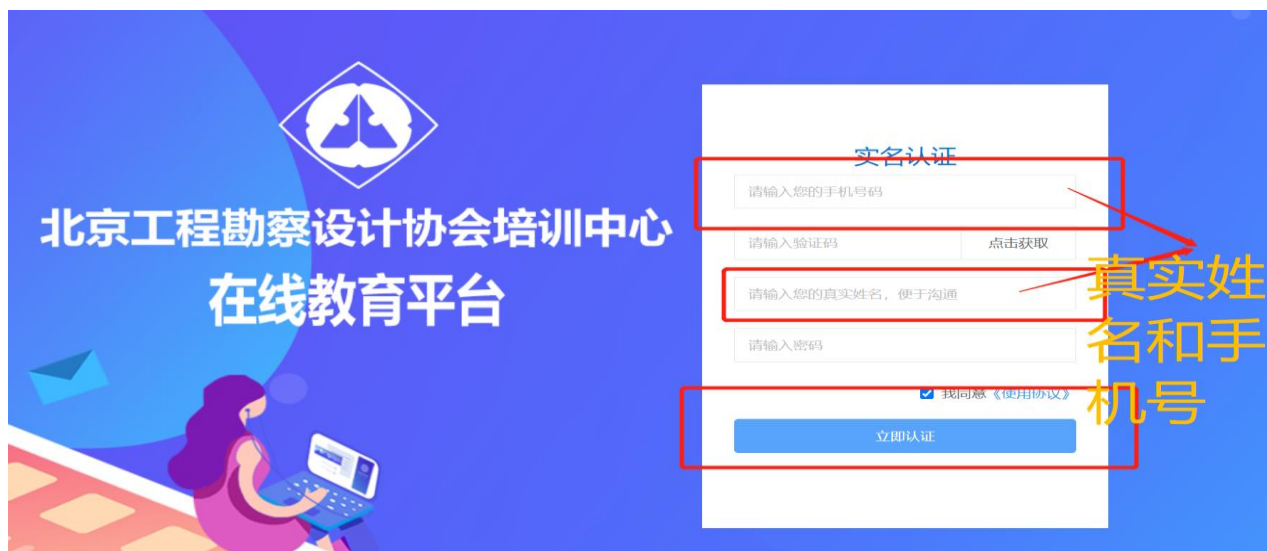 实名认证
请输入您的手机号码
北京工程勘察设计协会培训中心
在线教育平台
请输入验证码
点击获取
请输入您的真实姓名，便于沟通
请输入密码
我同意《使用协议》
立即认证
真实姓
名和手
机号